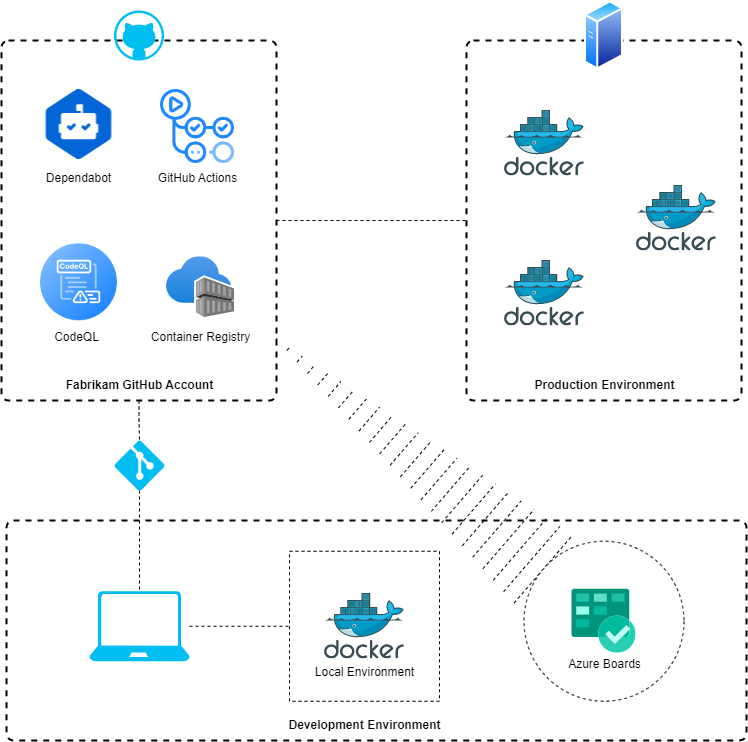 Dependabot
GitHub Actions
docker
docker
CodeQL
CodeQL
Container Registry
docker
Fabrikam GitHub Account
Production Environment
docker
Local Environment
Azure Boards
Development Environment